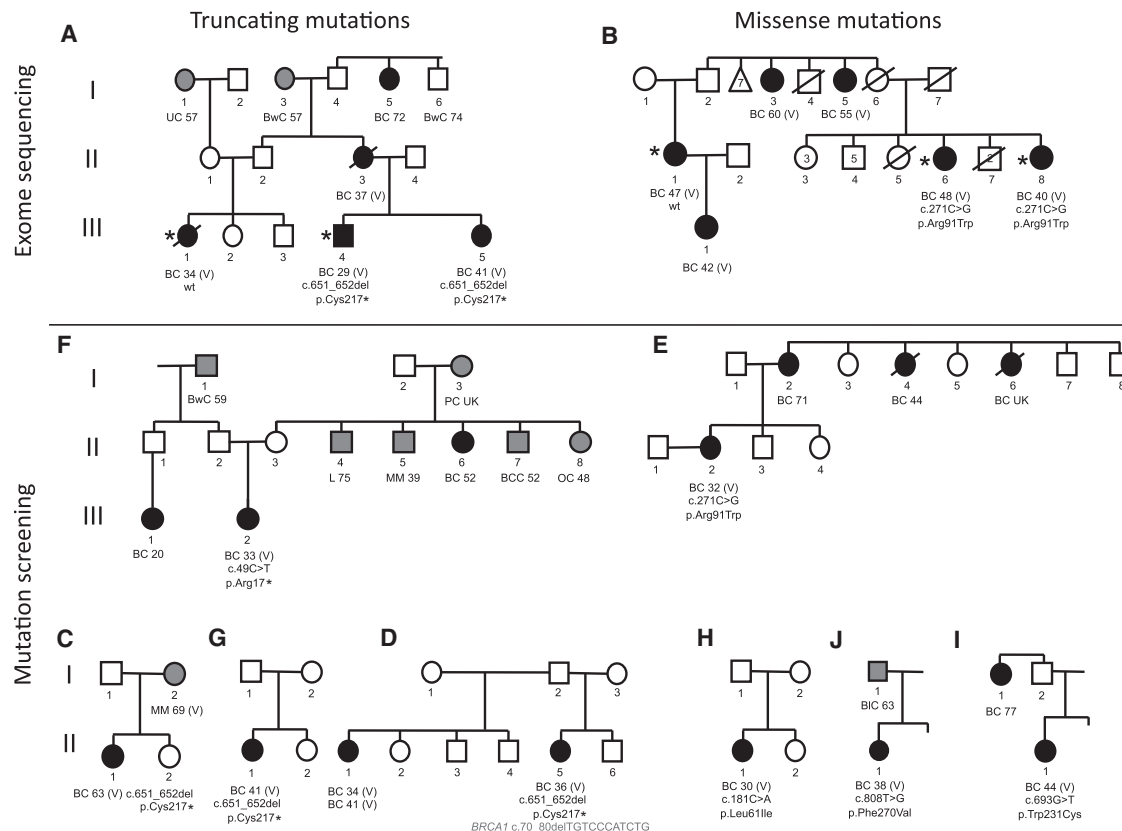 Truncating mutations
Missense mutations
Exome sequencing
Mutation screening
A
I
II
III
1 2 3 4 5 6
UC 57 BwC 57 BC 72 BwC 74
1 2 3 4
BC 37 (V)
* 1 2 3 * 4 5
BC 34 (V)
wt
BC 29 (V)
c.651_652del
p.Cys217*
BC 41 (V)
c.651_652del
p.Cys217*
B
7
1 2 3 4 5 6 7
BC 60 (V) BC 55 (V)
* 3 5 * 2 *
1 2 3 4 5 6 7 8
BC 47 (V)
wt
BC 48 (V)
c.271C>G
p.Arg91Trp
BC 40 (V)
c.271C>G
p.Arg91Trp
1
BC 42 (V)
F
I
II
III
1 2 3
BwC 59 PC UK
1 2 3 4 5 6 7 8
L 75 MM 39 BC 52 BCC 52 OC 48
1 2
BC 20
BC 33 (V)
c.49C>T
p.Arg17*
E
1 2 3 4 5 6 7 8
BC 71 BC 44 BC UK
1 2 3 4
BC 32 (V)
c.271C>G
p.Arg91Trp
C
I
II
1 2
MM 69 (V)
1 2
BC 63 (V) c.651_652del
p.Cys217*
G
1 2
1
BC 41 (V)
c.651_652del
p.Cys217*
D
1 2 3
1 2 3 4 5 6
BC 34 (V)
BC 41 (V)
BC 36 (V)
c.651_652del
p.Cys217*
BRCA1 c.70_80delTGTCCCATCTG
H
1 2
1 2
BC 30 (V)
c.181C>A
p.Leu61Ile
J
1
BlC 63
1
BC 38 (V)
c.808T>G
p.Phe270Val
I
1 2
BC 77
1
BC 44 (V)
c.693G>T
p.Trp231Cys